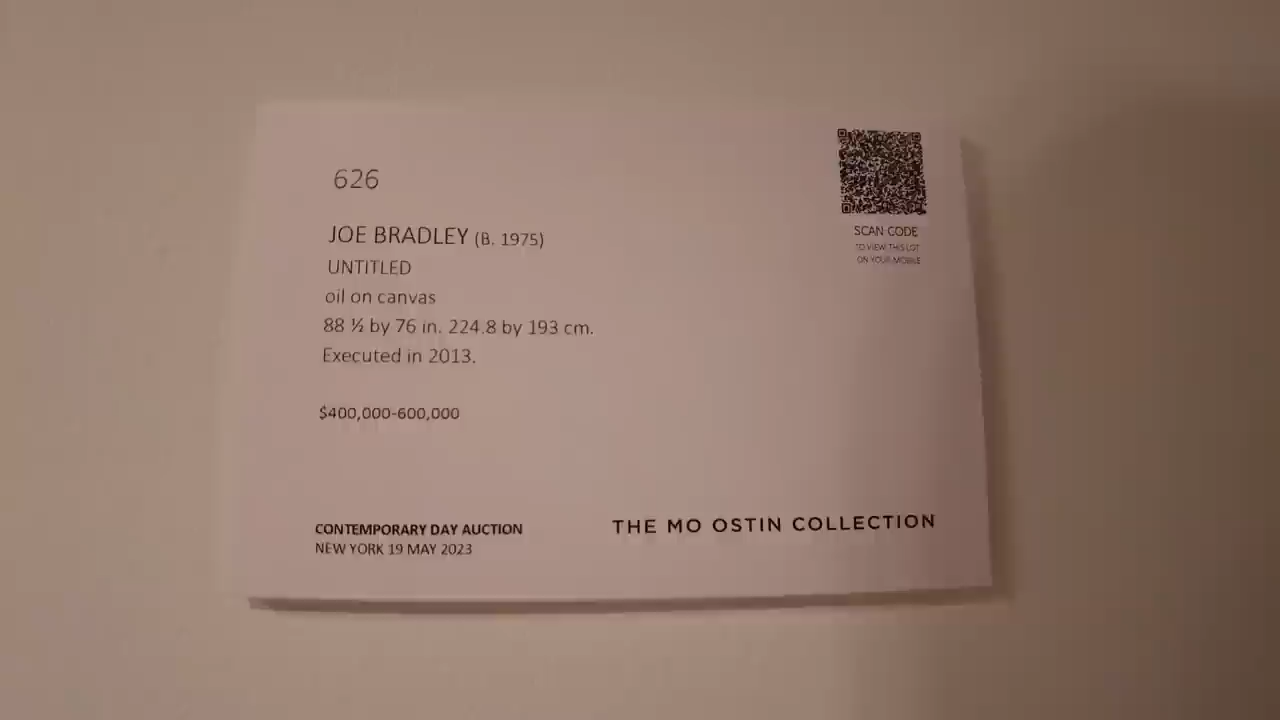 626
JOE BRADLEY (B. 1975)
UNTITLED
oil on canvas
88 ½ by 76 in. 224.8 by 193 cm.
Executed in 2013.
$400,000-600,000
CONTEMPORARY DAY AUCTION
NEW YORK 19 MAY 2023
THE MO OSTIN COLLECTION
SCAN CODE
TO VIEW THIS LOT
ON YOUR MOBILE